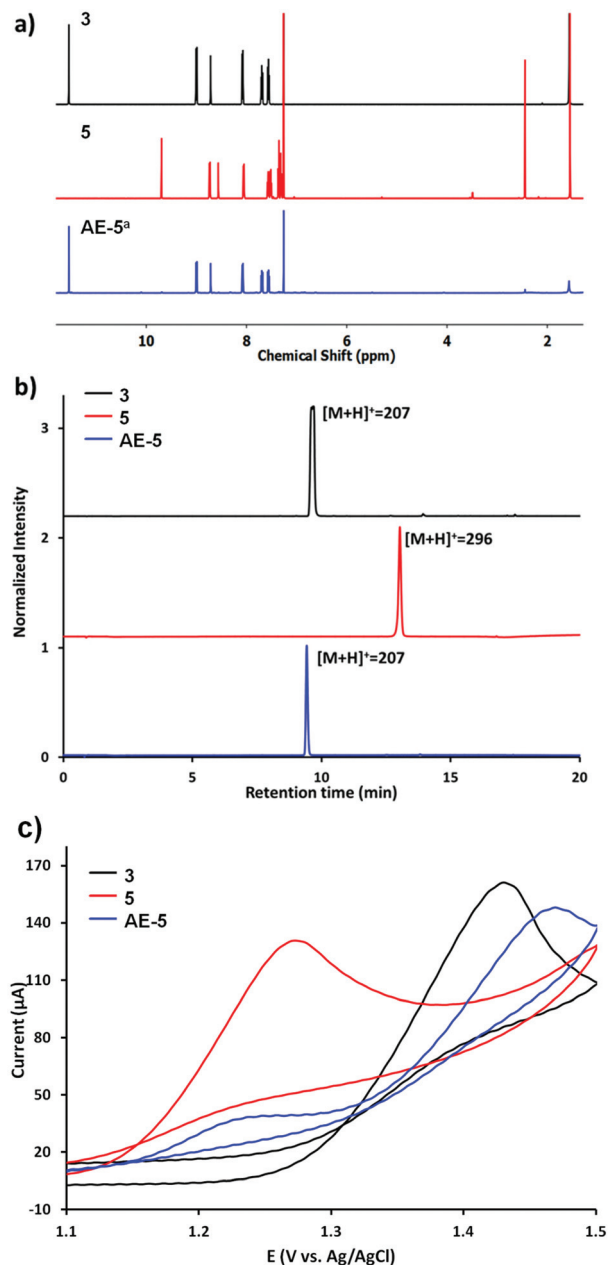 a)
3
5
AE-5ᵃ
10 8 6 4 2
Chemical Shift (ppm)
b)
3
5
AE-5
[M+H]⁺=207
[M+H]⁺=296
[M+H]⁺=207
Normalized Intensity
3
2
1
0
0 5 10 15 20
Retention time (min)
c)
3
5
AE-5
Current (µA)
170
140
110
80
50
20
-10
1.1 1.2 1.3 1.4 1.5
E (V vs. Ag/AgCl)